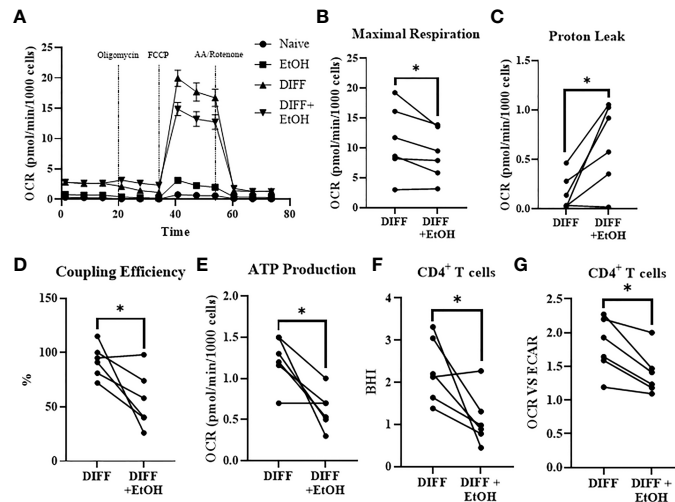 A
Oligomycin FCCP AA/Rotenone
Naive
EtOH
DIFF
DIFF+
EtOH
OCR (pmol/min/1000 cells)
25
20
15
10
5
0
0 20 40 60 80
Time
B
Maximal Respiration
*
OCR (pmol/min/1000 cells)
25
20
15
10
5
0
DIFF DIFF
+EtOH
C
Proton Leak
*
OCR (pmol/min/1000 cells)
1.5
1.0
0.5
0.0
DIFF DIFF
+EtOH
D
Coupling Efficiency
*
%
150
100
50
0
DIFF DIFF
+EtOH
E
ATP Production
*
OCR (pmol/min/1000 cells)
2.0
1.5
1.0
0.5
0.0
DIFF DIFF
+EtOH
F
CD4+ T cells
*
BHI
4
3
2
1
0
DIFF DIFF +
EtOH
G
CD4+ T cells
*
OCR VS ECAR
2.5
2.0
1.5
1.0
0.5
0.0
DIFF DIFF +
EtOH